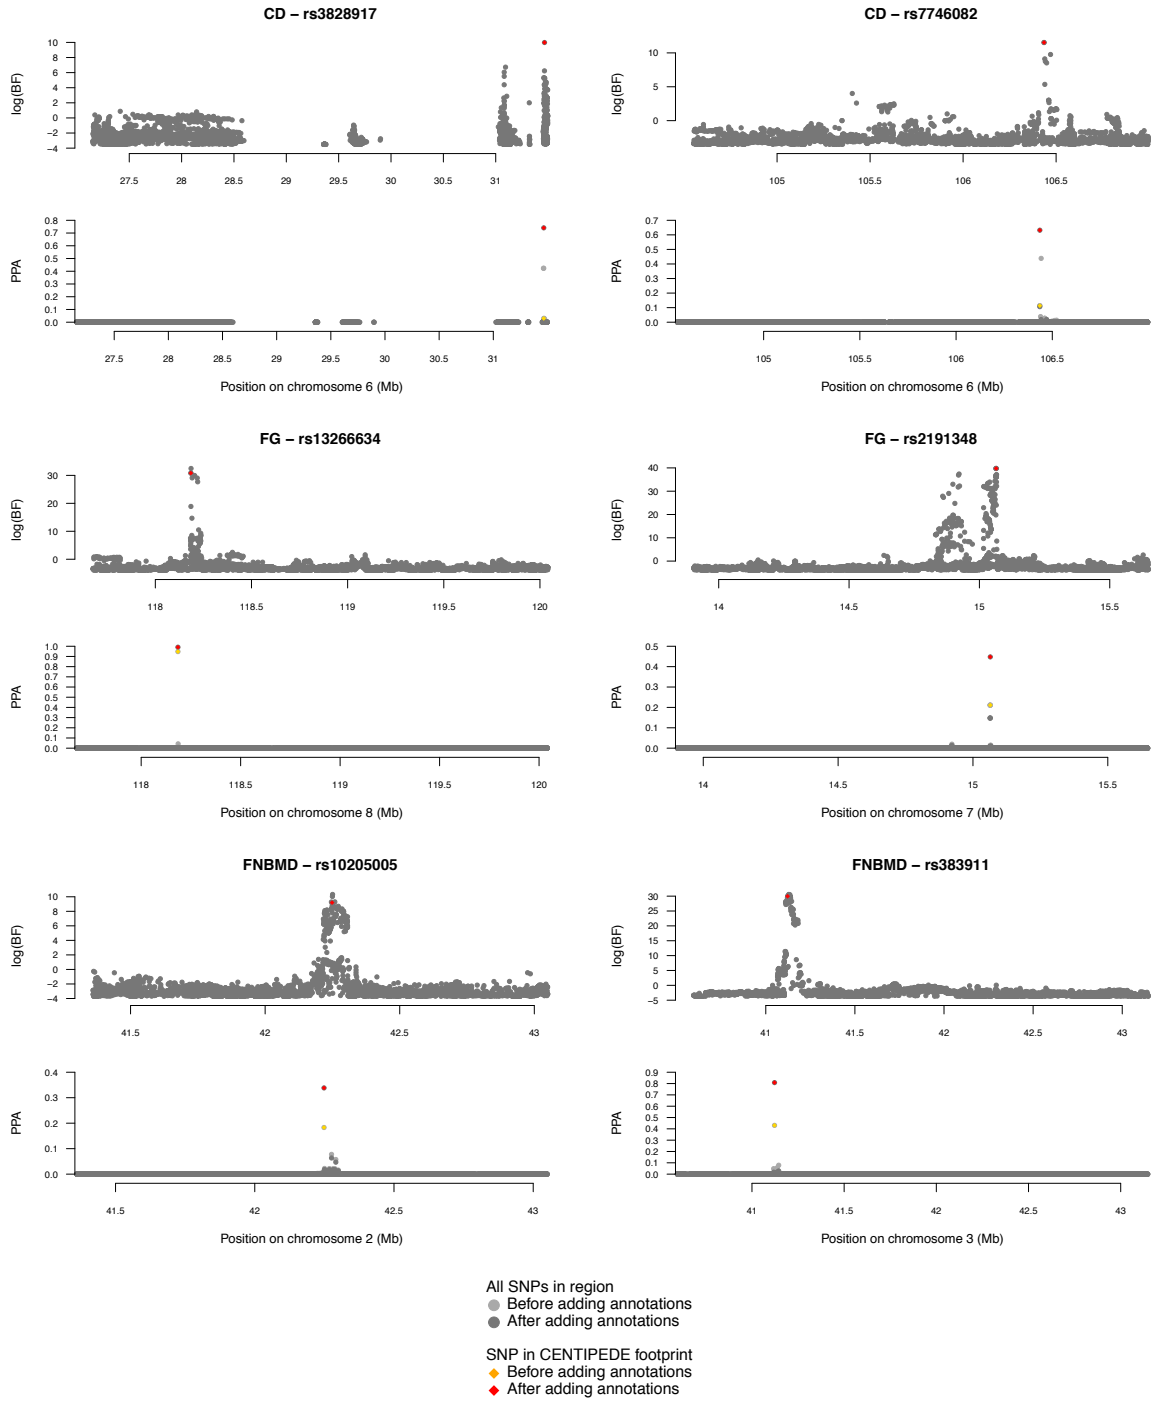 CD – rs3828917
log(BF)
10
8
6
4
2
0
−2
−4
27.5 28 28.5 29 29.5 30 30.5 31
PPA
0.8
0.7
0.6
0.5
0.4
0.3
0.2
0.1
0.0
27.5 28 28.5 29 29.5 30 30.5 31
Position on chromosome 6 (Mb)
CD – rs7746082
log(BF)
10
5
0
105 105.5 106 106.5
PPA
0.7
0.6
0.5
0.4
0.3
0.2
0.1
0.0
105 105.5 106 106.5
Position on chromosome 6 (Mb)
FG – rs13266634
log(BF)
30
20
10
0
118 118.5 119 119.5 120
PPA
1.0
0.9
0.8
0.7
0.6
0.5
0.4
0.3
0.2
0.1
0.0
118 118.5 119 119.5 120
Position on chromosome 8 (Mb)
FG – rs2191348
log(BF)
40
30
20
10
0
14 14.5 15 15.5
PPA
0.5
0.4
0.3
0.2
0.1
0.0
14 14.5 15 15.5
Position on chromosome 7 (Mb)
FNBMD – rs10205005
log(BF)
10
8
6
4
2
0
−2
−4
41.5 42 42.5 43
PPA
0.4
0.3
0.2
0.1
0.0
41.5 42 42.5 43
Position on chromosome 2 (Mb)
FNBMD – rs383911
log(BF)
30
25
20
15
10
5
0
−5
41 41.5 42 42.5 43
PPA
0.9
0.8
0.7
0.6
0.5
0.4
0.3
0.2
0.1
0.0
41 41.5 42 42.5 43
Position on chromosome 3 (Mb)
All SNPs in region
Before adding annotations
After adding annotations
SNP in CENTIPEDE footprint
Before adding annotations
After adding annotations